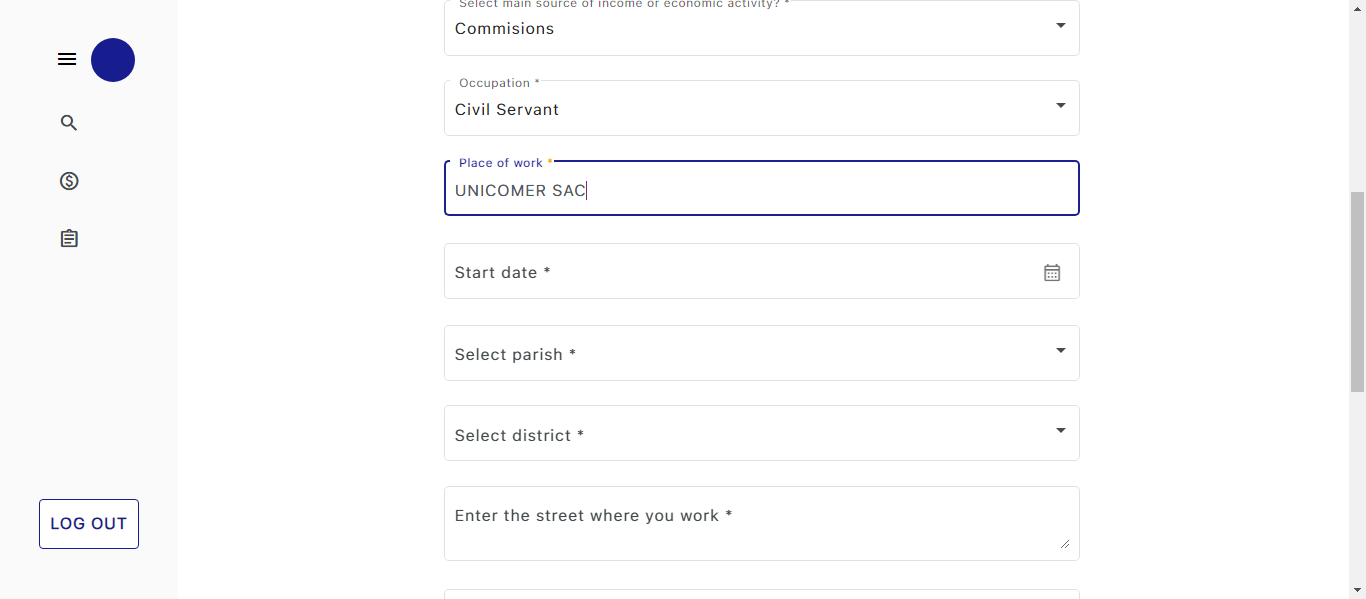 Select main source of income or economic activity? *
Commisions
Occupation *
Civil Servant
Place of work *
UNICOMER SAC
Start date *
Select parish *
Select district *
Enter the street where you work *
LOG OUT